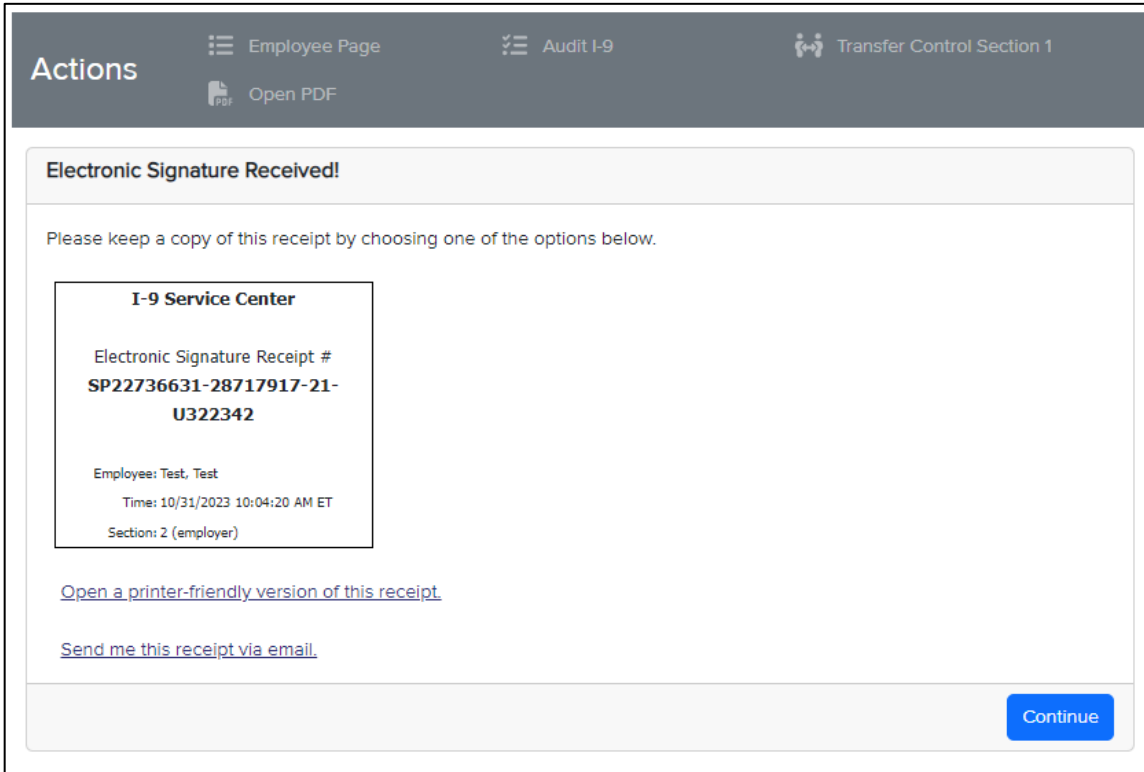 Actions
Employee Page
Audit I-9
Transfer Control Section 1
PDF
Open PDF
Electronic Signature Received!
Please keep a copy of this receipt by choosing one of the options below.
I-9 Service Center
Electronic Signature Receipt #
SP22736631-28717917-21-
U322342
Employee: Test, Test
Time: 10/31/2023 10:04:20 AM ET
Section: 2 (employer)
Open a printer-friendly version of this receipt.
Send me this receipt via email.
Continue